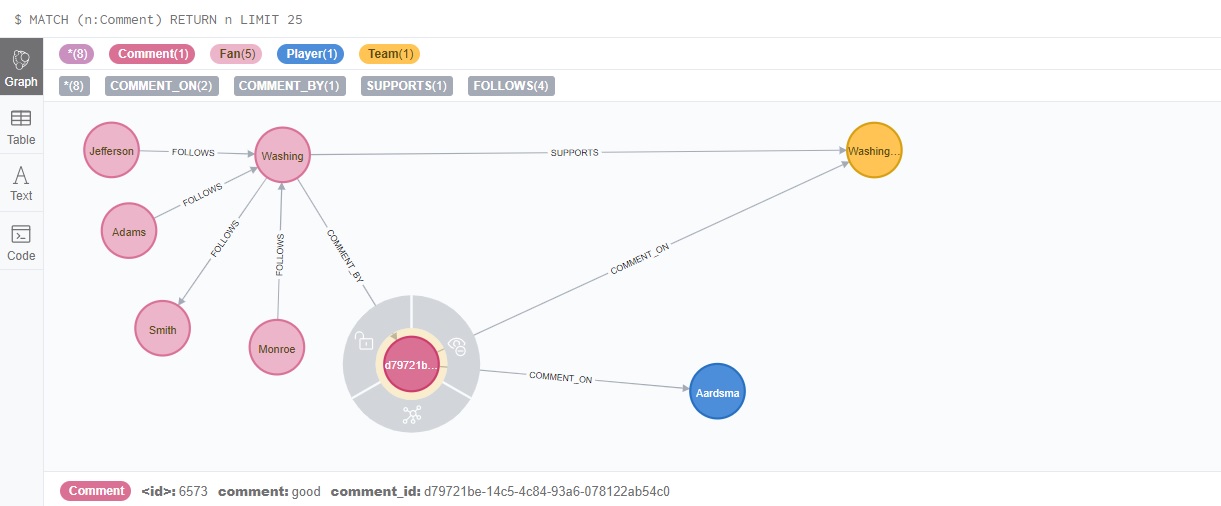 $ MATCH (n:Comment) RETURN n LIMIT 25
Graph
Table
Text
Code
*(8) Comment(1) Fan(5) Player(1) Team(1)
*(8) COMMENT_ON(2) COMMENT_BY(1) SUPPORTS(1) FOLLOWS(4)
Jefferson FOLLOWS Washing SUPPORTS Washing...
FOLLOWS
Adams
FOLLOWS
FOLLOWS
COMMENT_BY
COMMENT_ON
Smith
Monroe
d79721b...
COMMENT_ON
Aardsma
Comment <id>: 6573 comment: good comment_id: d79721be-14c5-4c84-93a6-078122ab54c0